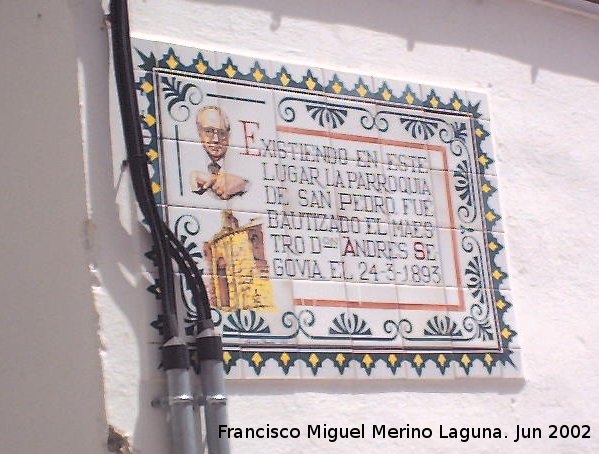 EXISTIENDO EN ESTE
LUGAR LA PARROQUIA
DE SAN PEDRO, FUE
BAUTIZADO EL MAES-
TRO DON ANDRES SE-
GOVIA. EL 24-3-1893
Francisco Miguel Merino Laguna. Jun 2002